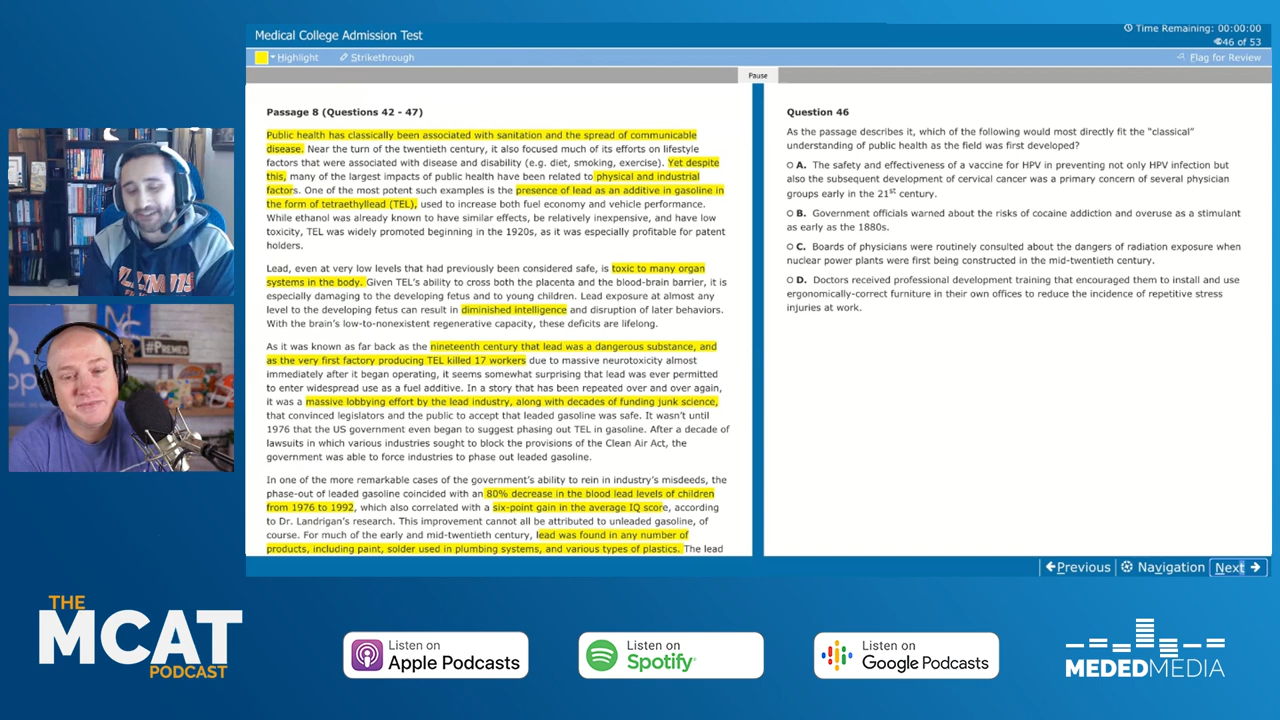 Medical College Admission Test
Time Remaining: 00:00:00
46 of 53
Highlight
Strikethrough
Flag for Review
Pause
Passage 8 (Questions 42 - 47)
Public health has classically been associated with sanitation and the spread of communicable
disease. Near the turn of the twentieth century, it also focused much of its efforts on lifestyle
factors that were associated with disease and disability (e.g. diet, smoking, exercise). Yet despite
this, many of the largest impacts of public health have been related to physical and industrial
factors. One of the most potent such examples is the presence of lead as an additive in gasoline in
the form of tetraethyllead (TEL), used to increase both fuel economy and vehicle performance.
While ethanol was already known to have similar effects, be relatively inexpensive, and have low
toxicity, TEL was widely promoted beginning in the 1920s, as it was especially profitable for patent
holders.
Lead, even at very low levels that had previously been considered safe, is toxic to many organ
systems in the body. Given TEL's ability to cross both the placenta and the blood-brain barrier, it is
especially damaging to the developing fetus and to young children. Lead exposure at almost any
level to the developing fetus can result in diminished intelligence and disruption of later behaviors.
With the brain's low-to-nonexistent regenerative capacity, these deficits are lifelong.
As it was known as far back as the nineteenth century that lead was a dangerous substance, and
as the very first factory producing TEL killed 17 workers due to massive neurotoxicity almost
immediately after it began operating, it seems somewhat surprising that lead was ever permitted
to enter widespread use as a fuel additive. In a story that has been repeated over and over again,
it was a massive lobbying effort by the lead industry, along with decades of funding junk science,
that convinced legislators and the public to accept that leaded gasoline was safe. It wasn't until
1976 that the US government even began to suggest phasing out TEL in gasoline. After a decade of
lawsuits in which various industries sought to block the provisions of the Clean Air Act, the
government was able to force industries to phase out leaded gasoline.
In one of the more remarkable cases of the government's ability to rein in industry's misdeeds, the
phase-out of leaded gasoline coincided with an 80% decrease in the blood lead levels of children
from 1976 to 1992, which also correlated with a six-point gain in the average IQ score, according
to Dr. Landrigan's research. This improvement cannot all be attributed to unleaded gasoline, of
course. For much of the early and mid-twentieth century, lead was found in any number of
products, including paint, solder used in plumbing systems, and various types of plastics. The lead
Question 46
As the passage describes it, which of the following would most directly fit the "classical"
understanding of public health as the field was first developed?
A. The safety and effectiveness of a vaccine for HPV in preventing not only HPV infection but
also the subsequent development of cervical cancer was a primary concern of several physician
groups early in the 21st century.
B. Government officials warned about the risks of cocaine addiction and overuse as a stimulant
as early as the 1880s.
C. Boards of physicians were routinely consulted about the dangers of radiation exposure when
nuclear power plants were first being constructed in the mid-twentieth century.
D. Doctors received professional development training that encouraged them to install and use
ergonomically-correct furniture in their own offices to reduce the incidence of repetitive stress
injuries at work.
Previous
Navigation
Next
#PREMED
THE
MCAT
PODCAST
Listen on
Apple Podcasts
Listen on
Spotify
Listen on
Google Podcasts
MEDEDMEDIA